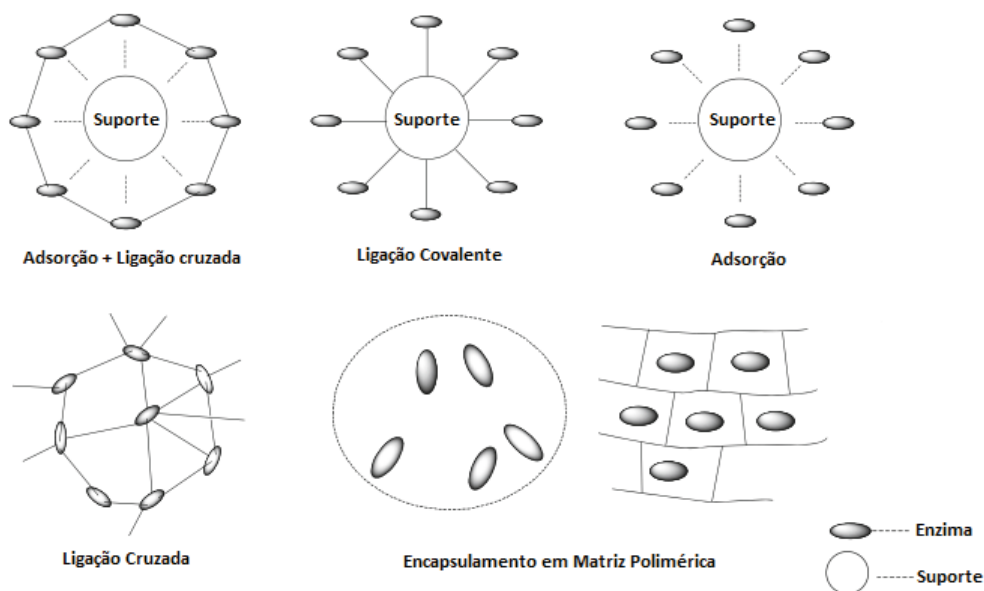 Suporte
Suporte
Suporte
Adsorção + Ligação cruzada
Ligação Covalente
Adsorção
Ligação Cruzada
Encapsulamento em Matriz Polimérica
Enzima
Suporte